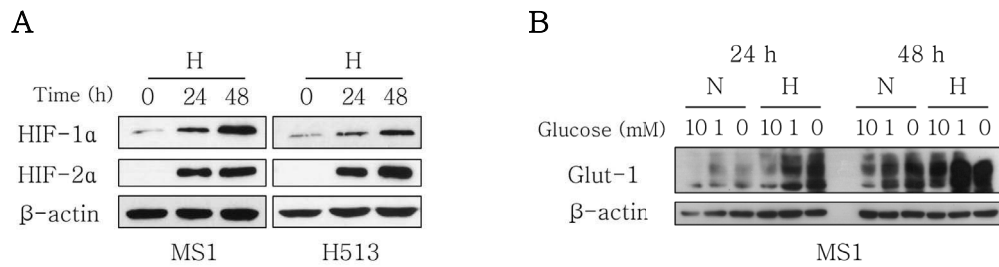 A
H H
Time (h) 0 24 48 0 24 48
HIF-1α
HIF-2α
β-actin
MS1 H513
B
24 h 48 h
N H N H
Glucose (mM) 10 1 0 10 1 0 10 1 0 10 1 0
Glut-1
β-actin
MS1